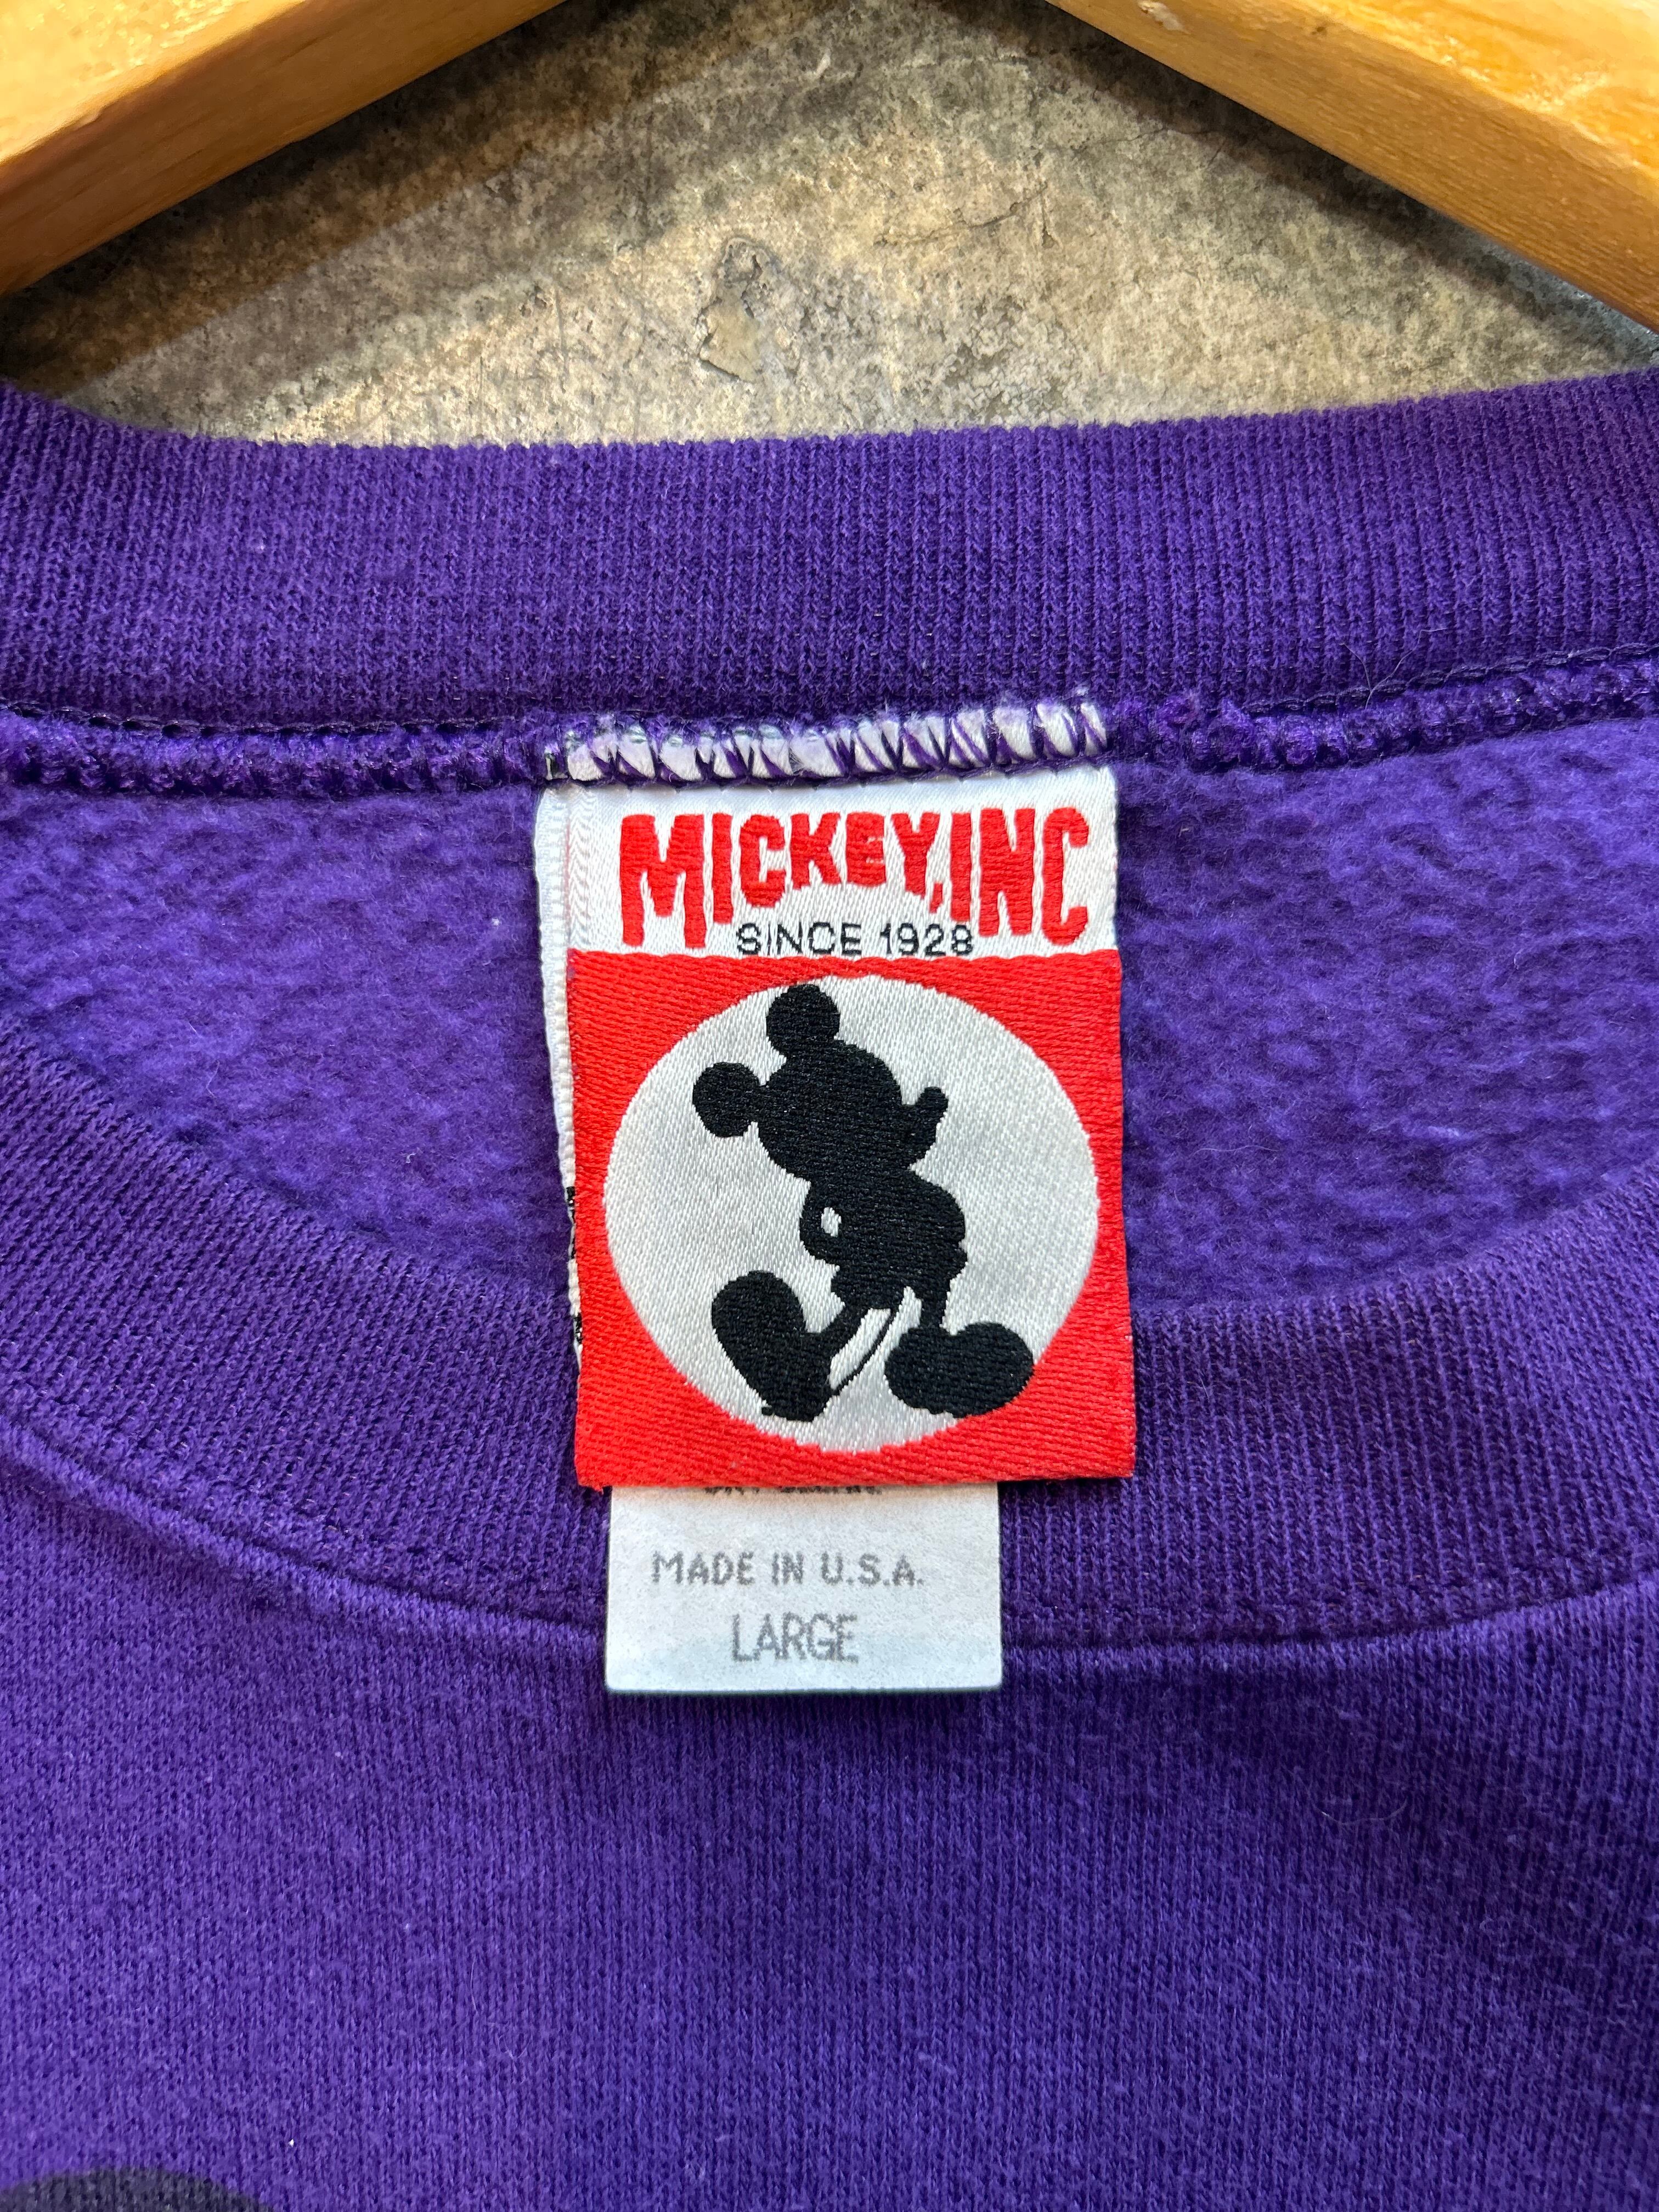 MICKEY, INC
SINCE 1928
MADE IN U.S.A.
LARGE